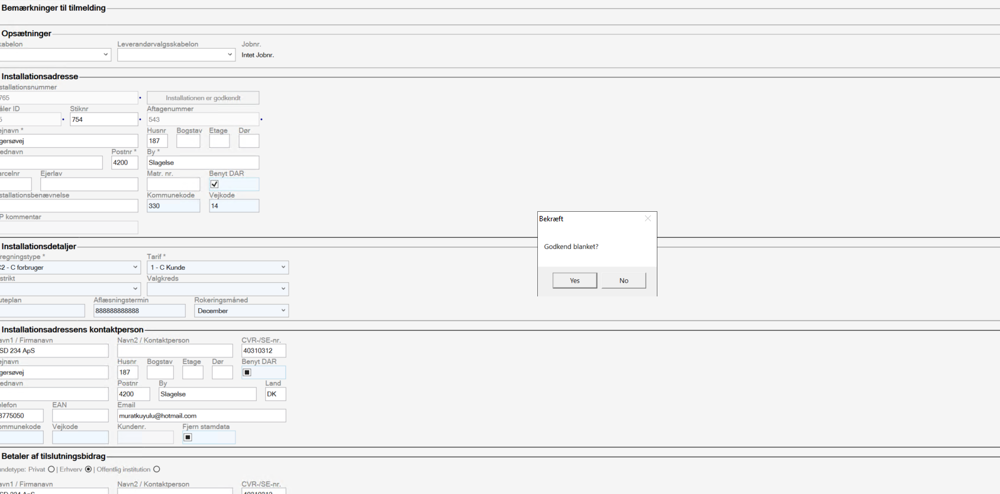 Bemærkninger til tilmelding
Opsætninger
kabelon Leverandørvalgsskabelon Jobnr.
Intet Jobnr.
Installationsadresse
stallationsnummer
765 Installationen er godkendt
åler ID Stiknr Aftagenummer
5 754 543
ejnavn * Husnr Bogstav Etage Dør
gersøvej 187
ednavn Postnr * By *
4200 Slagelse
arcelnr Ejerlav Matr. nr. Benyt DAR
stallationsbenævnelse Kommunekode Vejkode
330 14
P kommentar
Bekræft
Godkend blanket?
Yes No
Installationsdetaljer
regningstype * Tarif *
C2 - C forbruger 1 - C Kunde
strikt Valgkreds
uteplan Aflæsningstermin Rokeringsmåned
888888888888 December
Installationsadressens kontaktperson
avn1 / Firmanavn Navn2 / Kontaktperson CVR-/SE-nr.
SD 234 ApS 40310312
ejnavn Husnr Bogstav Etage Dør Benyt DAR
gersøvej 187
ednavn Postnr By Land
4200 Slagelse DK
elefon EAN Email
3775050 muratkuyulu@hotmail.com
ommunekode Vejkode Kundenr. Fjern stamdata
Betaler af tilslutningsbidrag
undetype: Privat | Erhverv | Offentlig institution
avn1 / Firmanavn Navn2 / Kontaktperson CVR-/SE-nr.
SD 234 ApS 40310312